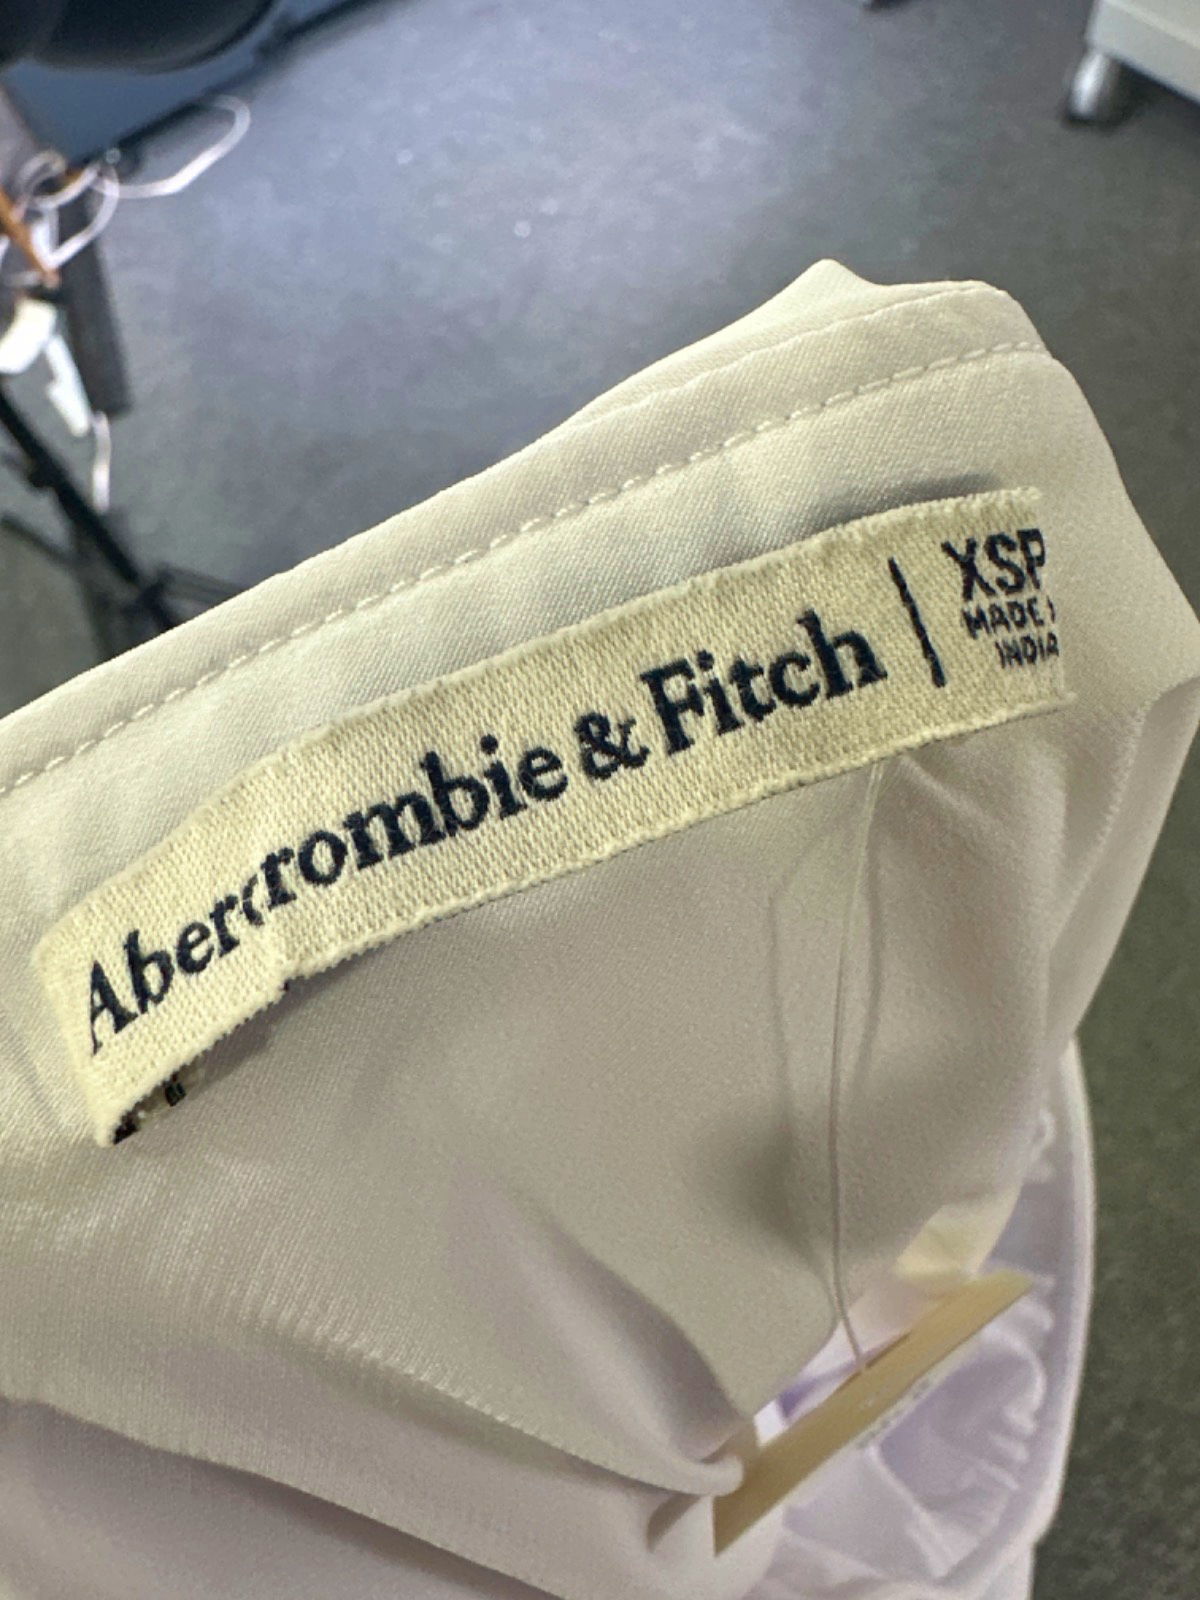 Abercrombie & Fitch | XSP
MADE
INDIA